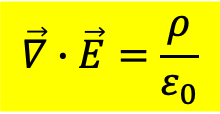 ∇⃗ · E⃗ = ρ / ε₀